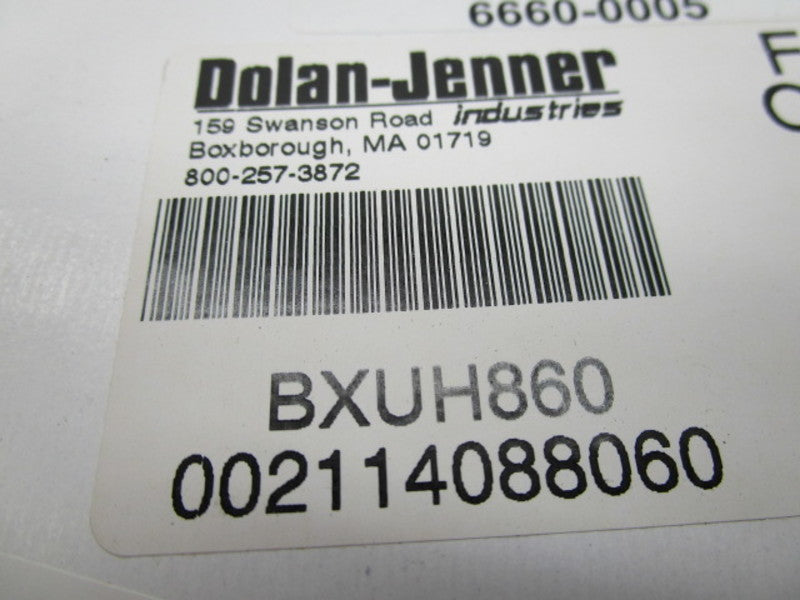 6660-0005
Dolan-Jenner
industries
159 Swanson Road
Boxborough, MA 01719
800-257-3872
BXUH860
002114088060